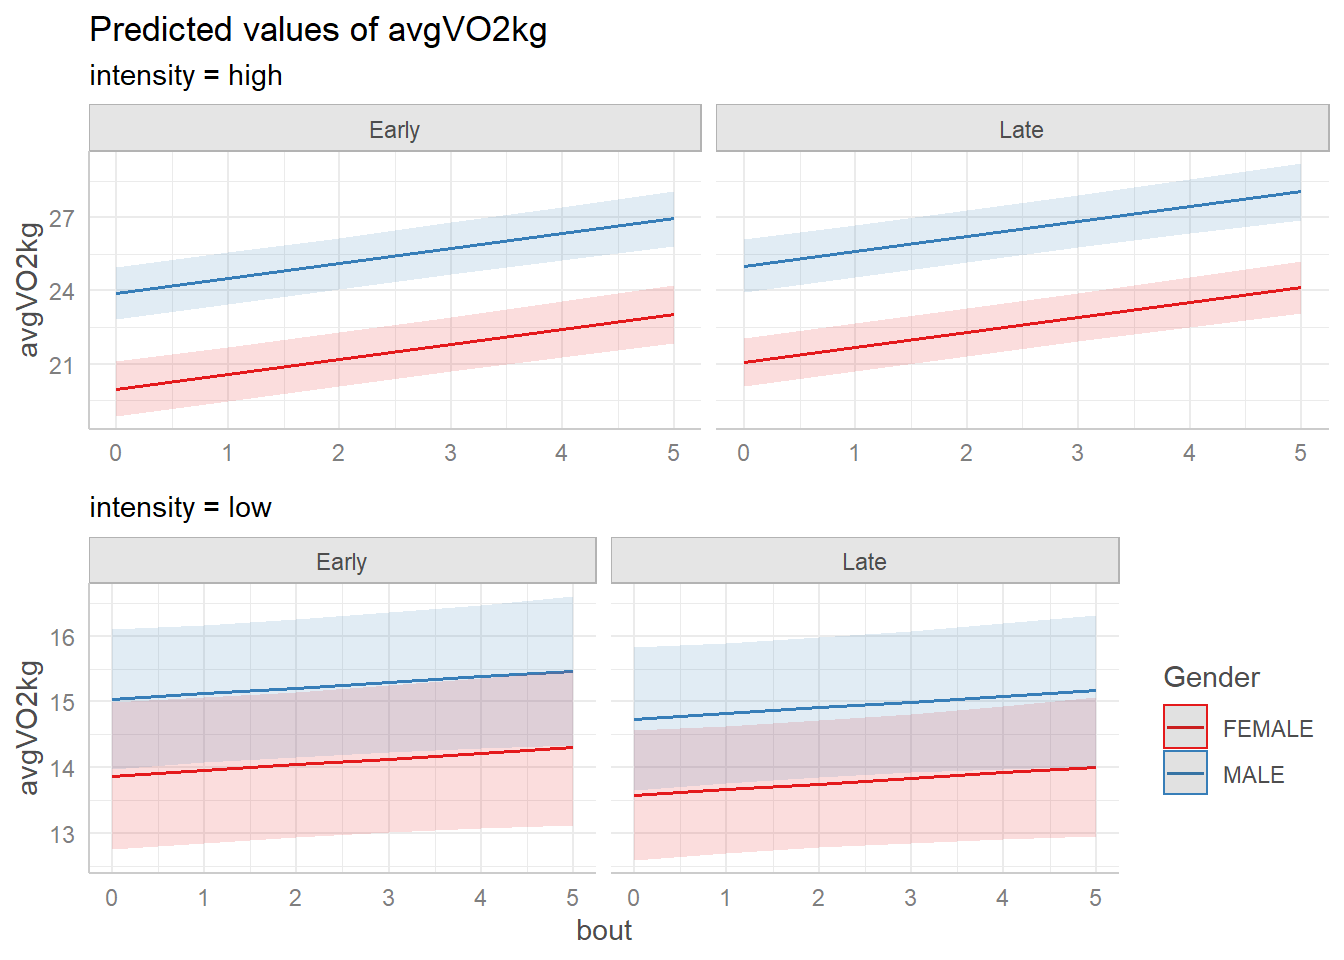 Predicted values of avgVO2kg
intensity = high
Early
Late
avgVO2kg
27
24
21
0 1 2 3 4 5
0 1 2 3 4 5
intensity = low
Early
Late
avgVO2kg
16
15
14
13
0 1 2 3 4 5
0 1 2 3 4 5
bout
Gender
FEMALE
MALE